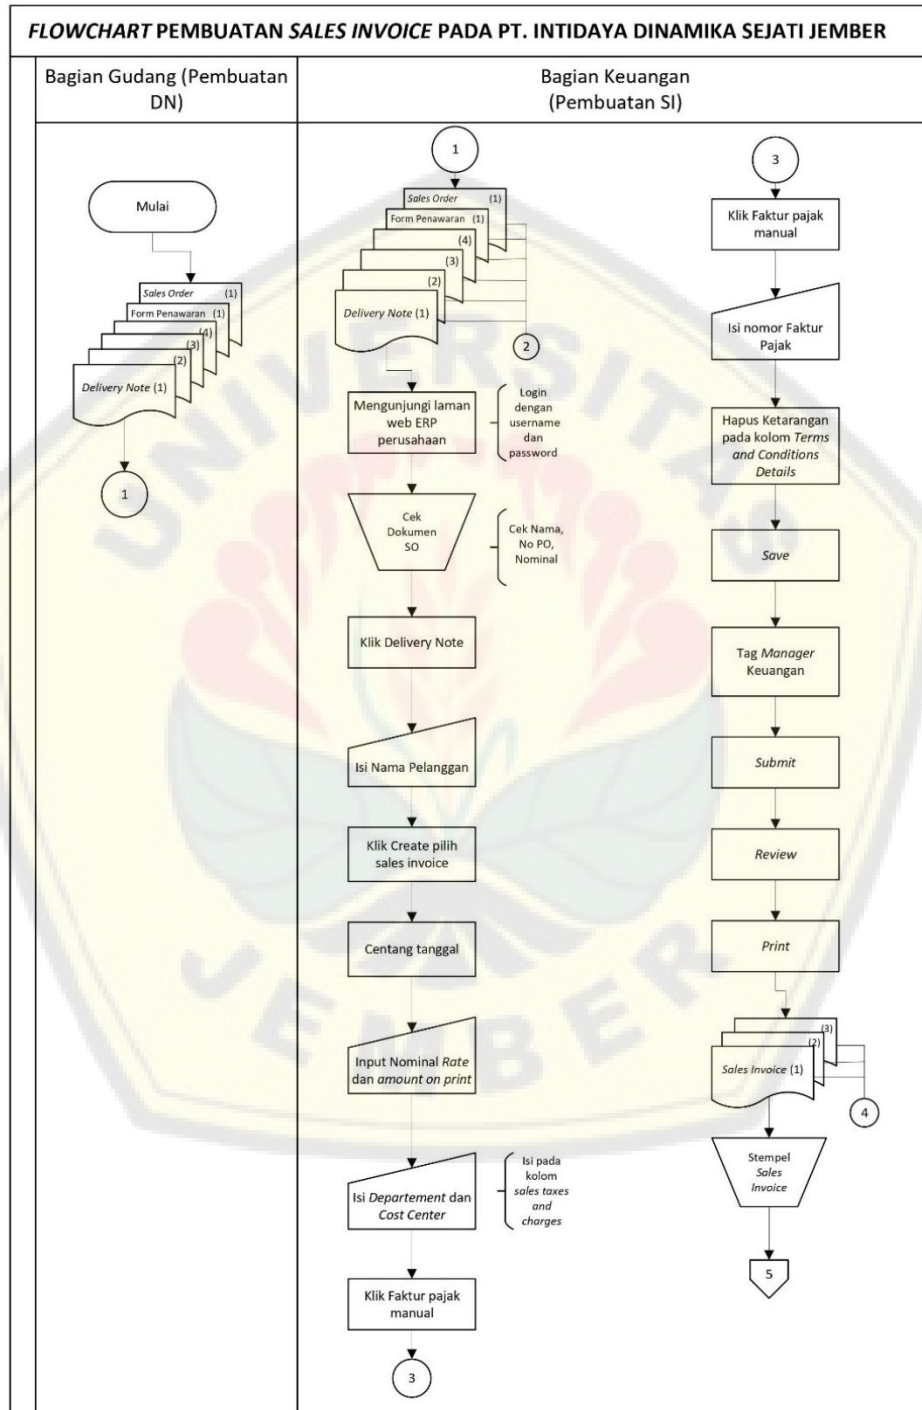 FLOWCHART PEMBUATAN SALES INVOICE PADA PT. INTIDAYA DINAMIKA SEJATI JEMBER
Bagian Gudang (Pembuatan
DN)
Bagian Keuangan
(Pembuatan SI)
Mulai
Sales Order (1)
Form Penawaran (1)
(4)
(3)
(2)
Delivery Note (1)
1
1
Sales Order (1)
Form Penawaran (1)
(4)
(3)
(2)
Delivery Note (1)
2
Mengunjungi laman
web ERP
perusahaan
Login
dengan
username
dan
password
Cek
Dokumen
SO
Cek Nama,
No PO,
Nominal
Klik Delivery Note
Isi Nama Pelanggan
Klik Create pilih
sales invoice
Centang tanggal
Input Nominal Rate
dan amount on print
Isi Departement dan
Cost Center
Isi pada
kolom
sales taxes
and
charges
Klik Faktur pajak
manual
3
3
Klik Faktur pajak
manual
Isi nomor Faktur
Pajak
Hapus Ketarangan
pada kolom Terms
and Conditions
Details
Save
Tag Manager
Keuangan
Submit
Review
Print
(3)
(2)
Sales Invoice (1)
4
Stempel
Sales
Invoice
5
UNIVERSITAS
JEMBER